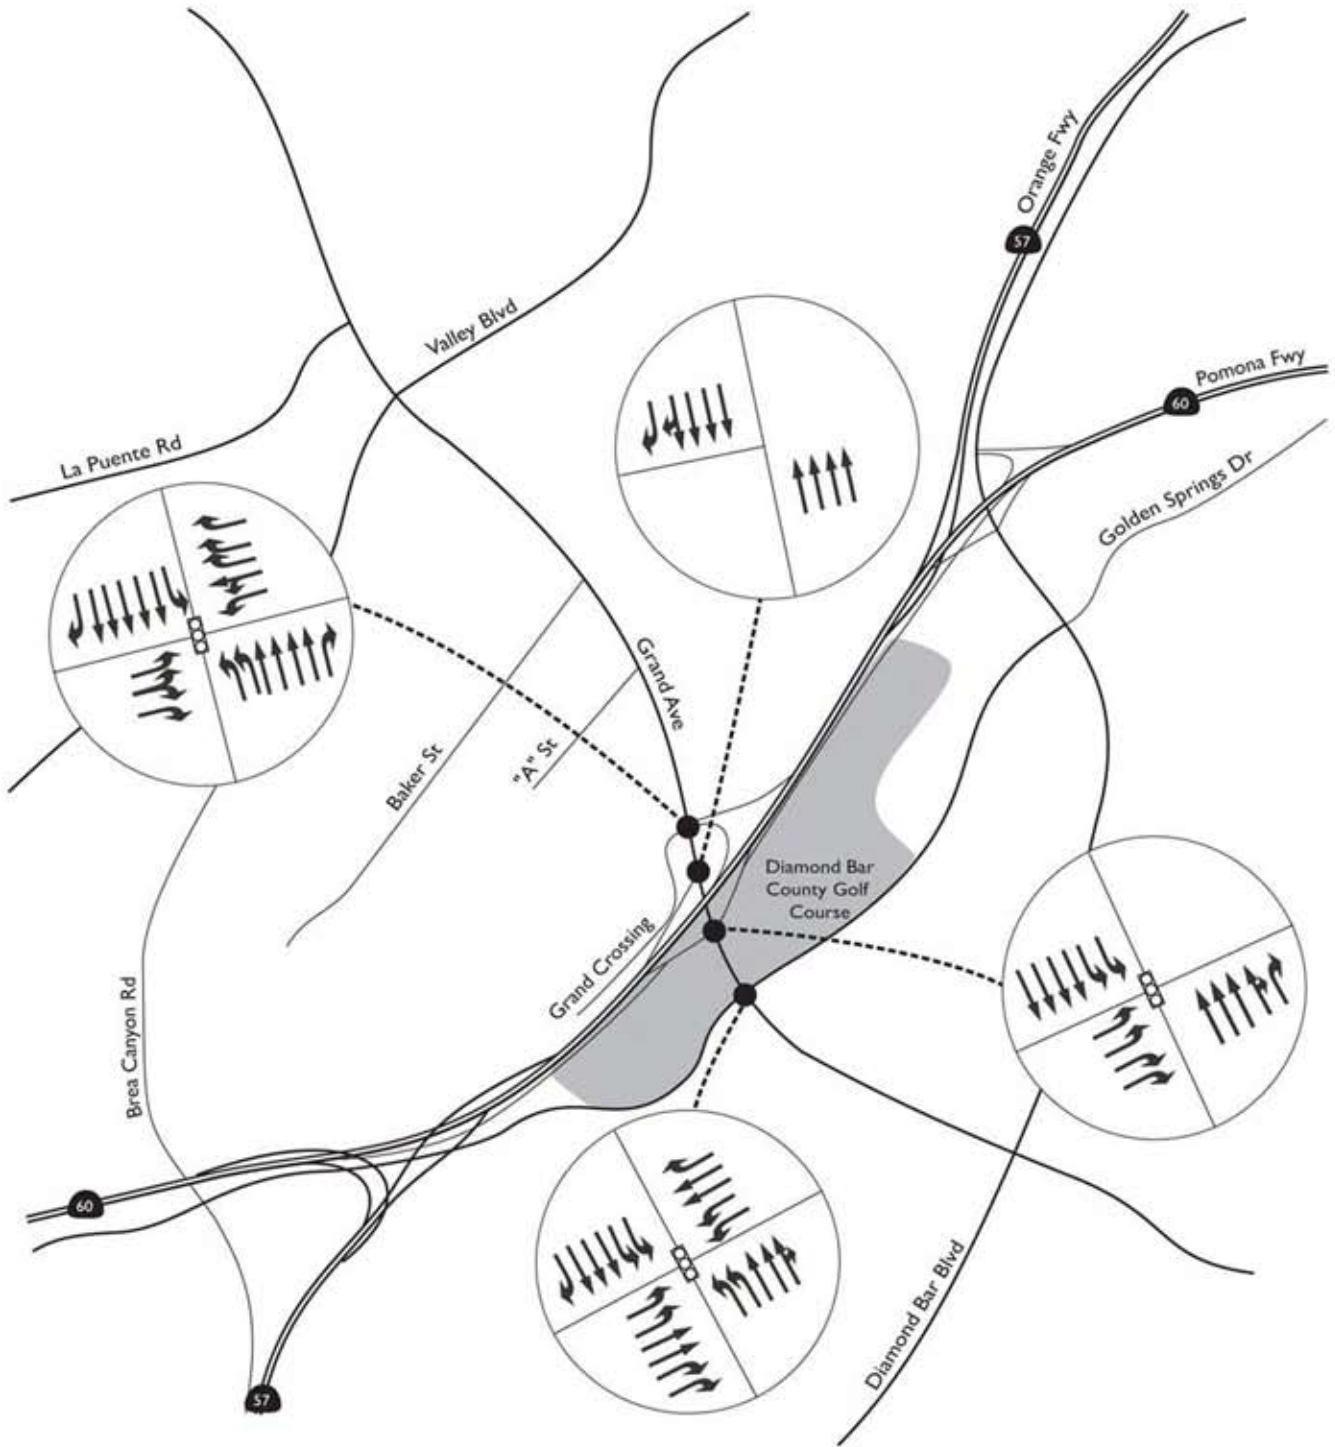 Orange Fwy
57
Valley Blvd
Pomona Fwy
60
La Puente Rd
Golden Springs Dr
Grand Ave
"A" St
Baker St
Diamond Bar
County Golf
Course
Grand Crossing
Brea Canyon Rd
60
Diamond Bar Blvd
57